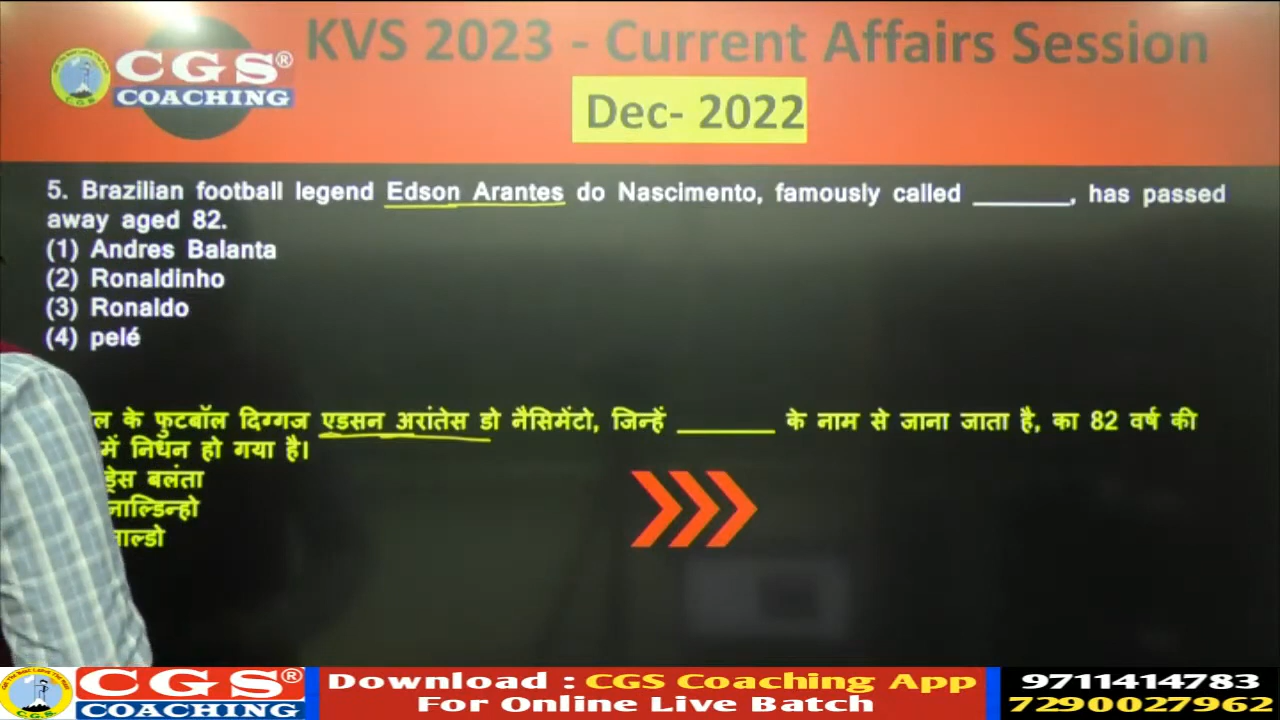 KVS 2023 - Current Affairs Session
CGS®
COACHING
Dec- 2022
5. Brazilian football legend Edson Arantes do Nascimento, famously called ______, has passed
away aged 82.
(1) Andres Balanta
(2) Ronaldinho
(3) Ronaldo
(4) pelé
ल के फुटबॉल दिग्गज एडसन अरांतेस डो नैसिमेंटो, जिन्हें ______ के नाम से जाना जाता है, का 82 वर्ष की
में निधन हो गया है।
बलंता
CGS®
COACHING
Download : CGS Coaching App
For Online Live Batch
9711414783
7290027962